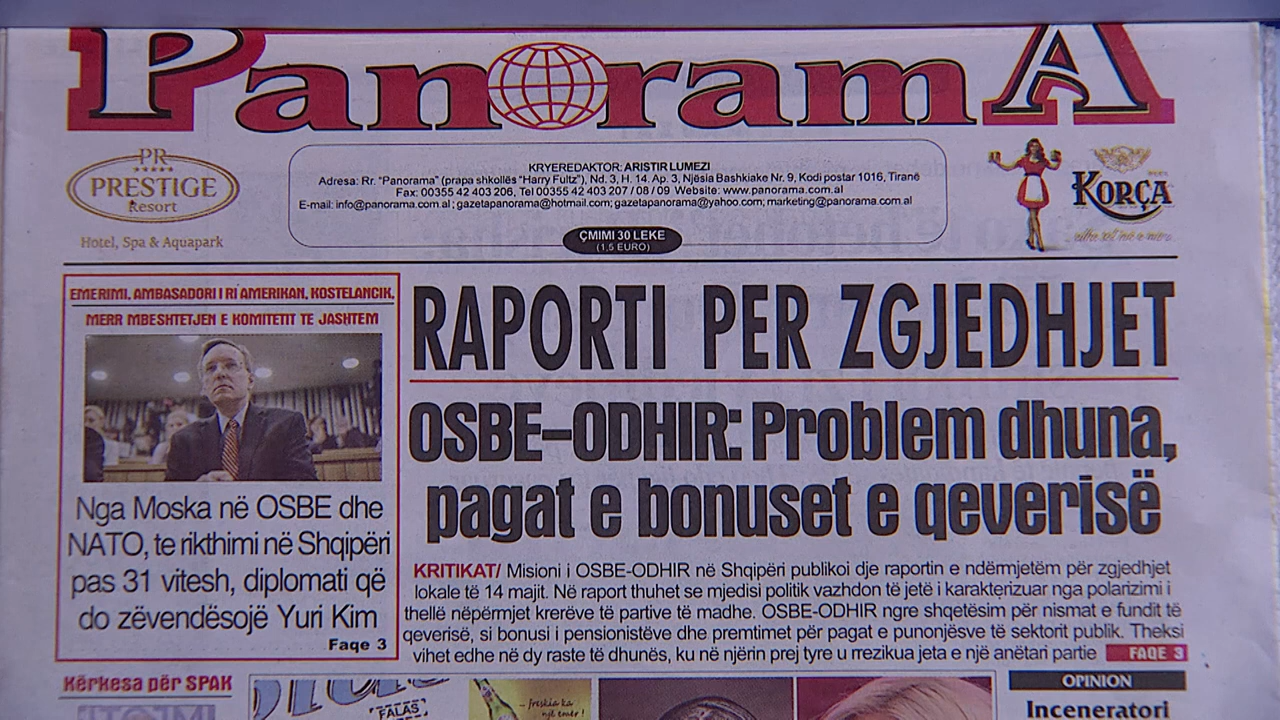 PanoramA
PR
PRESTIGE
Resort
Hotel, Spa & Aquapark
KRYEREDAKTOR: ARISTIR LUMEZI
Adresa: Rr. "Panorama" (prapa shkollës "Harry Fultz"), Nd. 3, H. 14. Ap. 3, Njësia Bashkiake Nr. 9, Kodi postar 1016, Tiranë
Fax: 00355 42 403 206, Tel 00355 42 403 207 / 08 / 09 Website: www.panorama.com.al
E-mail: info@panorama.com.al; gazetapanorama@hotmail.com; gazetapanorama@yahoo.com; marketing@panorama.com.al
ÇMIMI 30 LEKE
(1,5 EURO)
KORÇA
EMERIMI, AMBASADORI I RI AMERIKAN, KOSTELANCIK,
MERR MBESHTETJEN E KOMITETIT TE JASHTEM
Nga Moska në OSBE dhe
NATO, te rikthimi në Shqipëri
pas 31 vitesh, diplomati që
do zëvendësojë Yuri Kim
Faqe 3
RAPORTI PER ZGJEDHJET
OSBE-ODHIR: Problem dhuna,
pagat e bonuset e qeverisë
KRITIKAT/ Misioni i OSBE-ODHIR në Shqipëri publikoi dje raportin e ndërmjetëm për zgjedhjet
lokale të 14 majit. Në raport thuhet se mjedisi politik vazhdon të jetë i karakterizuar nga polarizimi i
thellë nëpërmjet krerëve të partive të madhe. OSBE-ODHIR ngre shqetësim për nismat e fundit të
qeverisë, si bonusi i pensionistëve dhe premtimet për pagat e punonjësve të sektorit publik. Theksi
vihet edhe në dy raste të dhunës, ku në njërin prej tyre u rrezikua jeta e një anëtari partie FAQE 3
Kërkesa për SPAK
FALAS
... freskia ka
një emër!
OPINION
Inceneratori